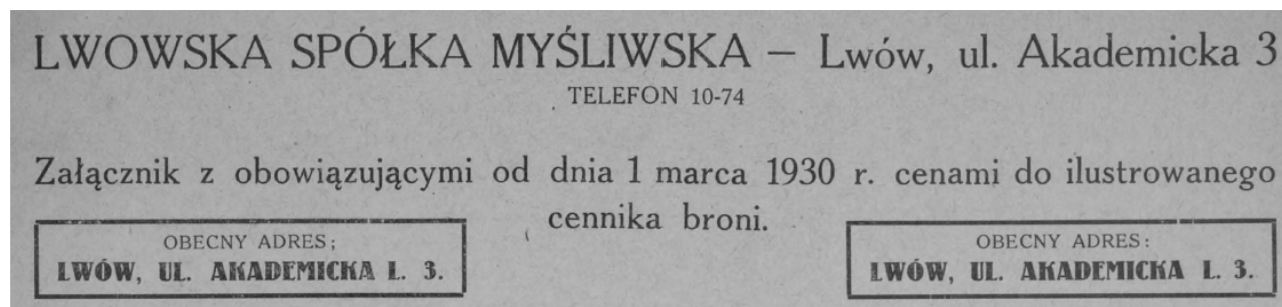 LWOWSKA SPÓŁKA MYŚLIWSKA – Lwów, ul. Akademicka 3
TELEFON 10-74
Załącznik z obowiązującymi od dnia 1 marca 1930 r. cenami do ilustrowanego
cennika broni.
OBECNY ADRES;
LWÓW, UL. AKADEMICKA L. 3.
OBECNY ADRES:
LWÓW, UL. AKADEMICKA L. 3.